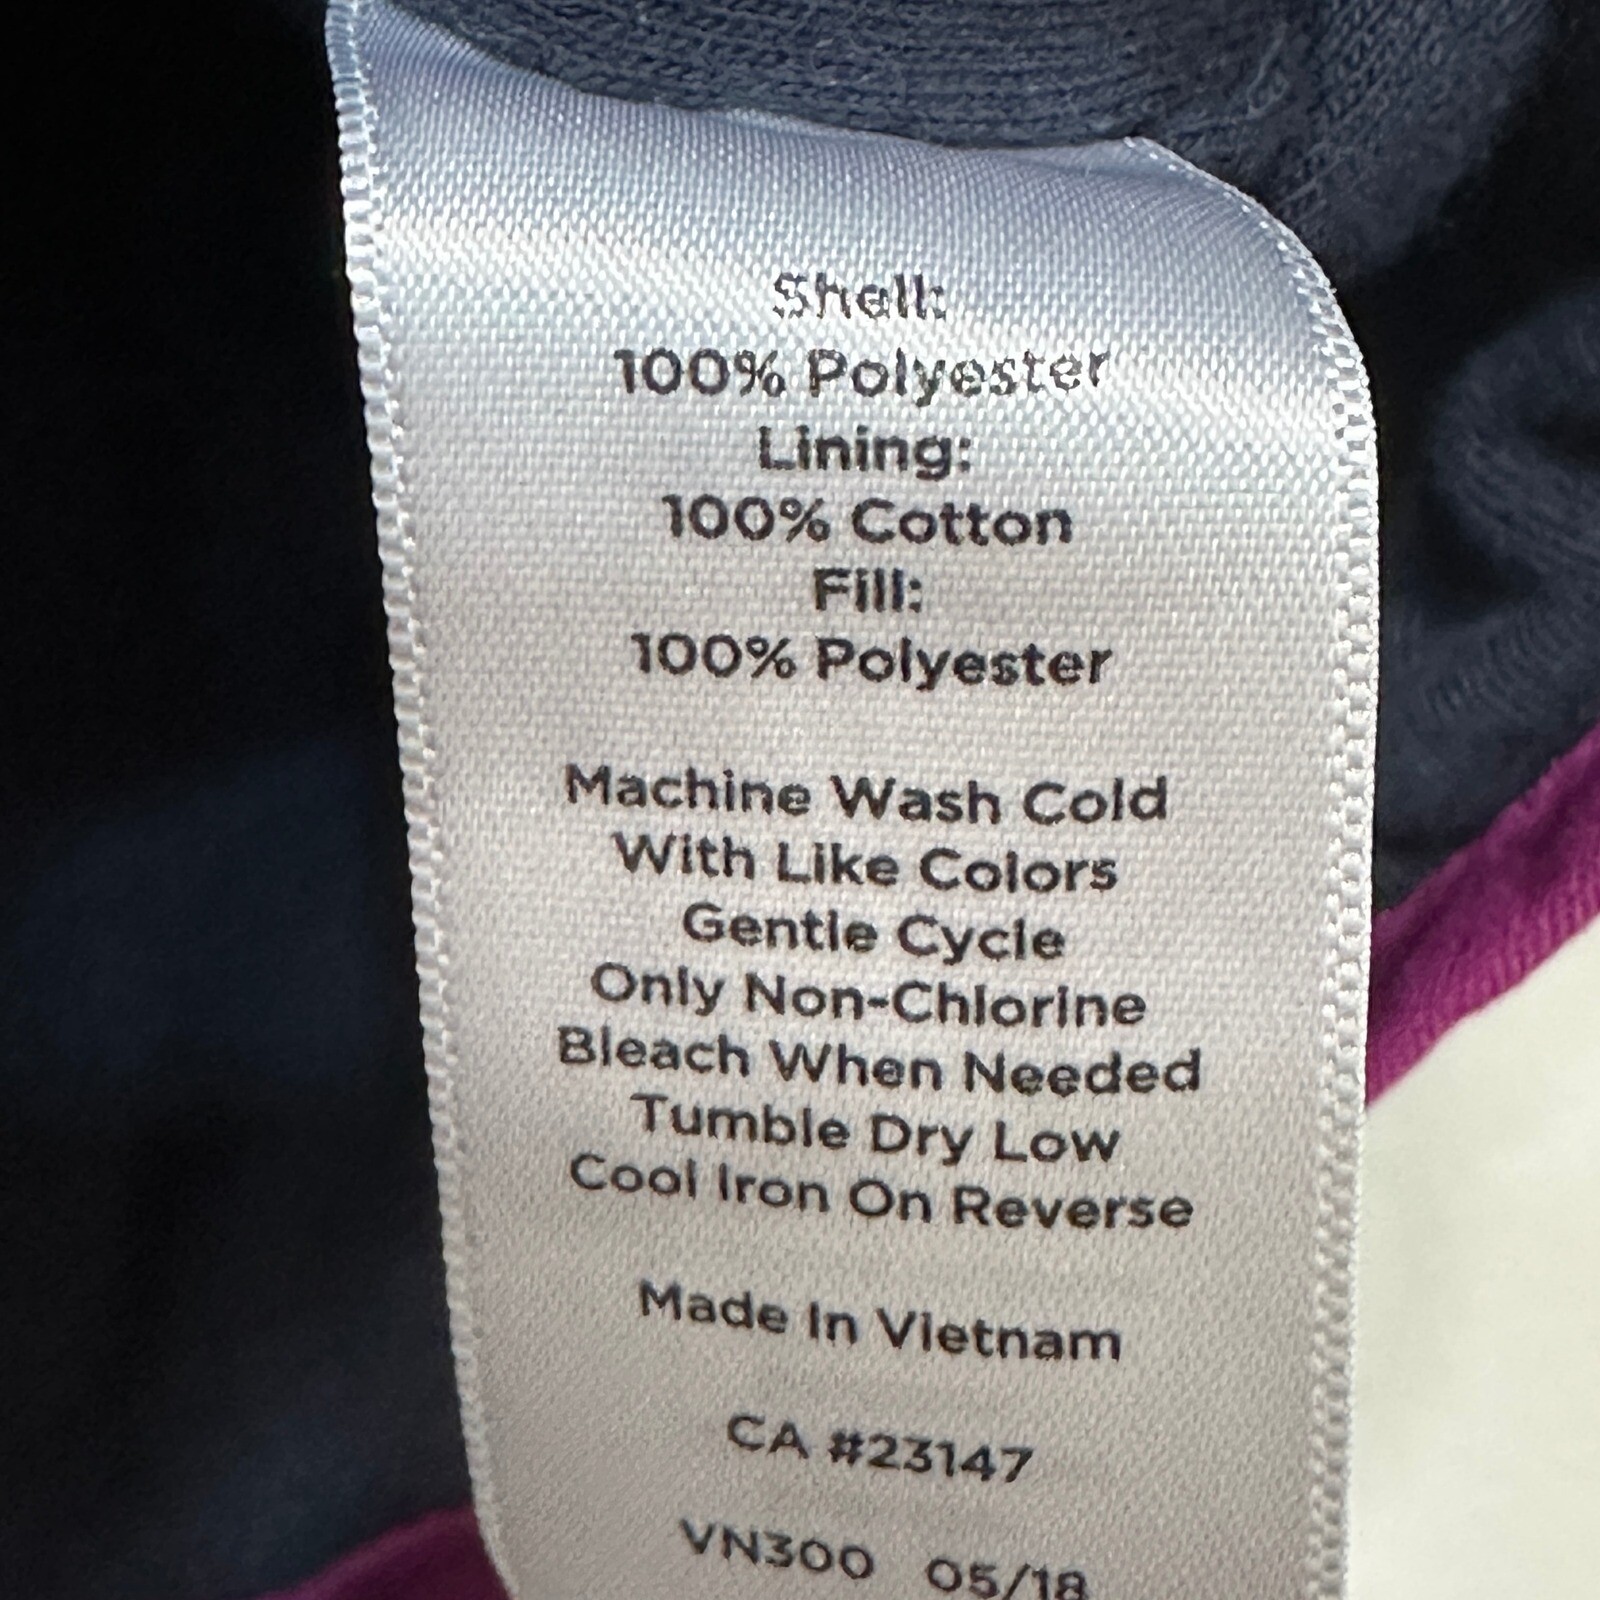 Shell:
100% Polyester
Lining:
100% Cotton
Fill:
100% Polyester
Machine Wash Cold
With Like Colors
Gentle Cycle
Only Non-Chlorine
Bleach When Needed
Tumble Dry Low
Cool Iron On Reverse
Made In Vietnam
CA #23147
VN300 05/18